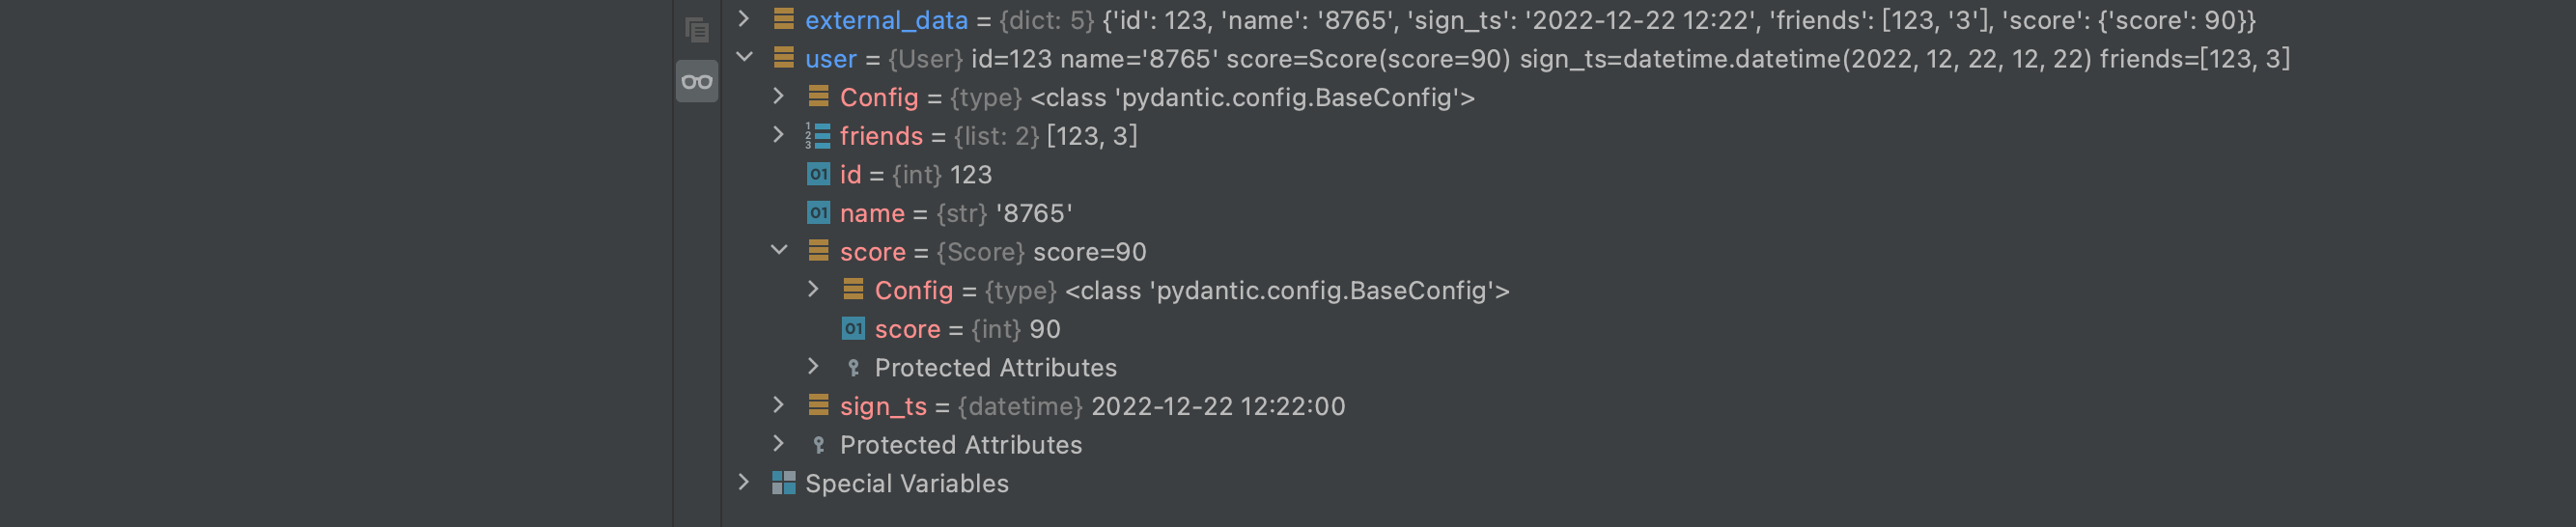 external_data = {dict: 5} {'id': 123, 'name': '8765', 'sign_ts': '2022-12-22 12:22', 'friends': [123, '3'], 'score': {'score': 90}}
user = {User} id=123 name='8765' score=Score(score=90) sign_ts=datetime.datetime(2022, 12, 22, 12, 22) friends=[123, 3]
Config = {type} <class 'pydantic.config.BaseConfig'>
friends = {list: 2} [123, 3]
id = {int} 123
name = {str} '8765'
score = {Score} score=90
Config = {type} <class 'pydantic.config.BaseConfig'>
score = {int} 90
Protected Attributes
sign_ts = {datetime} 2022-12-22 12:22:00
Protected Attributes
Special Variables